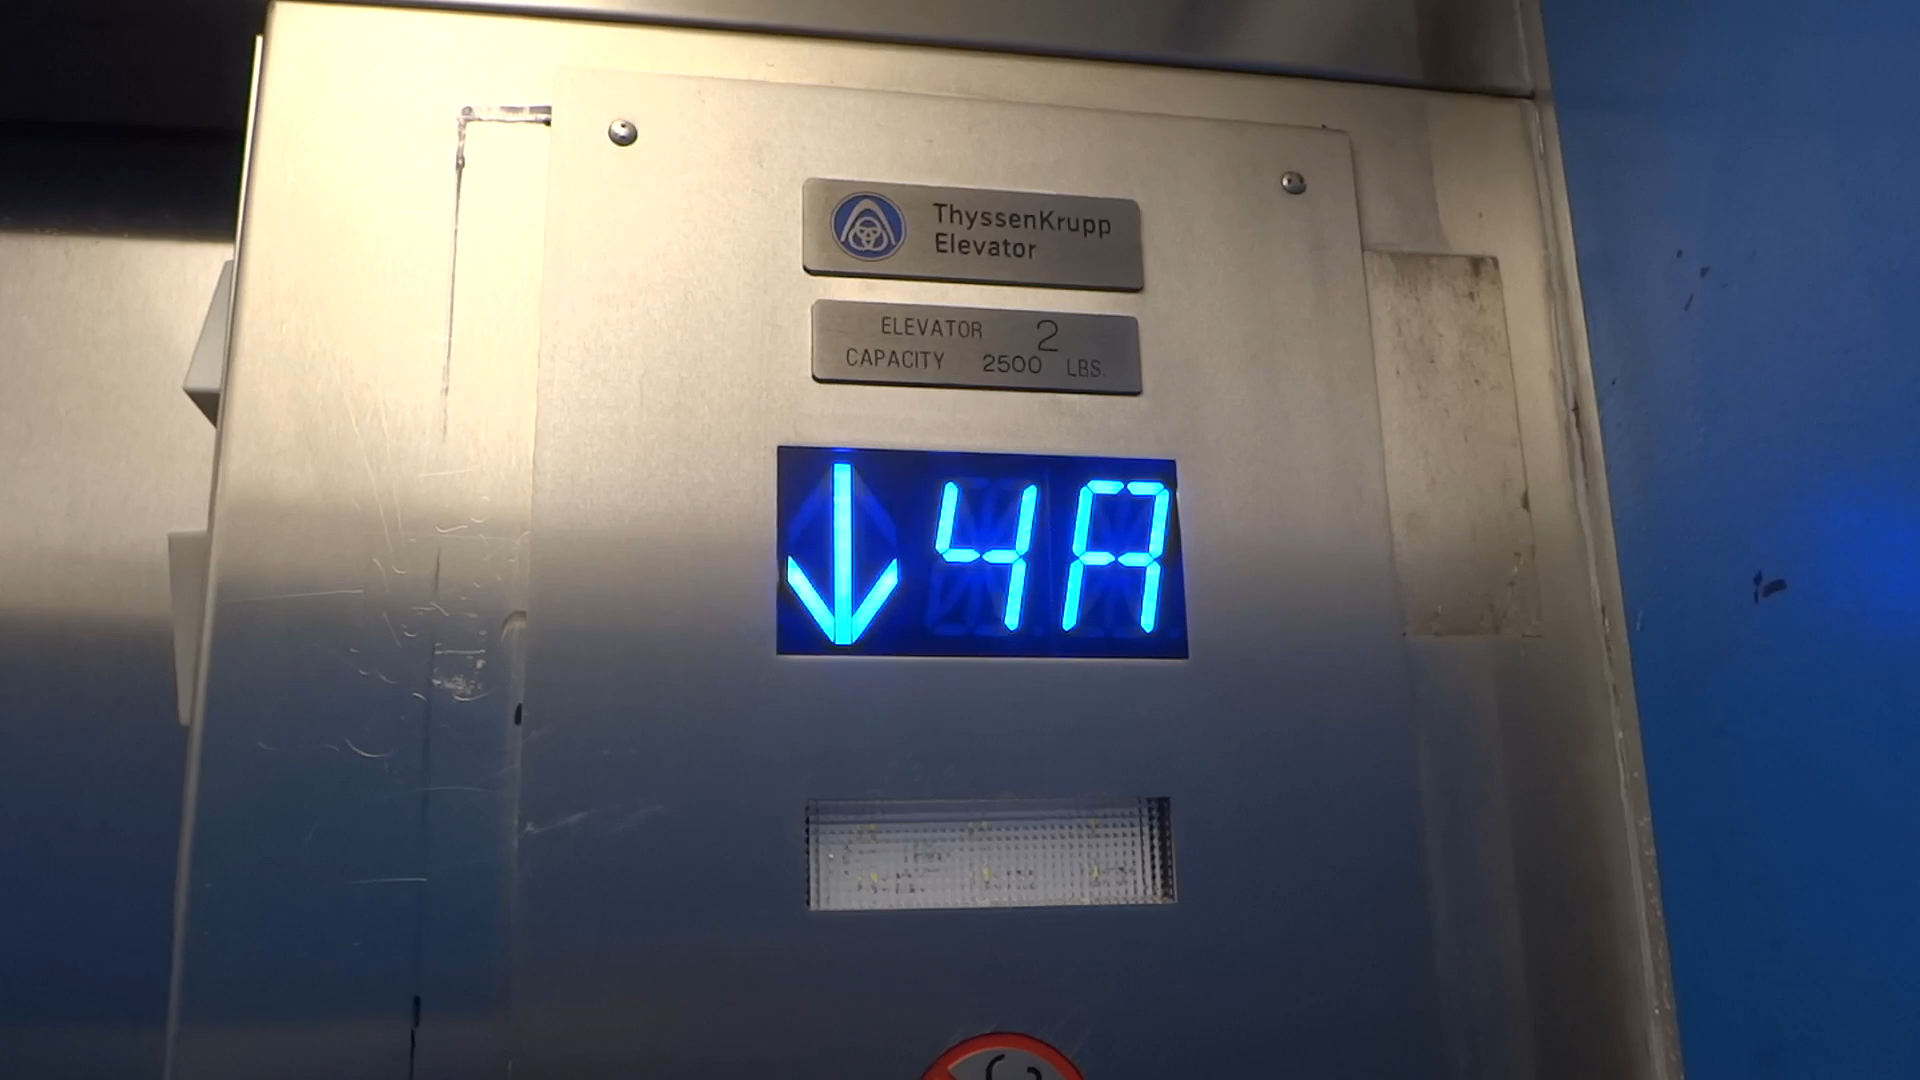 ThyssenKrupp
Elevator
ELEVATOR 2
CAPACITY 2500 LBS.
↓ 4A